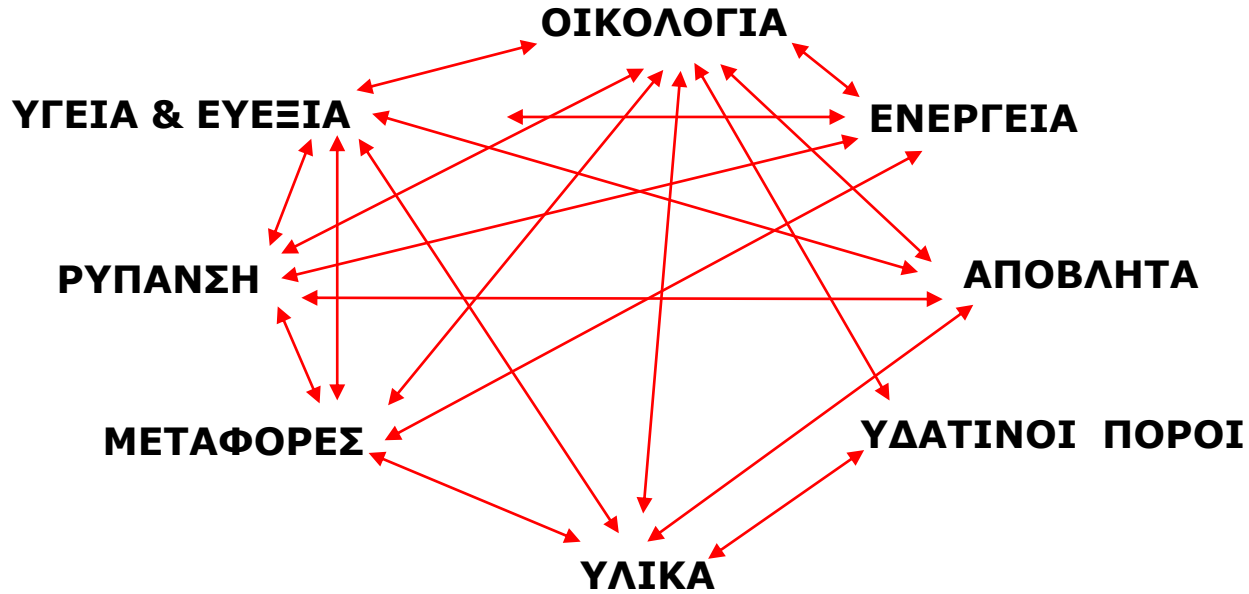 ΟΙΚΟΛΟΓΙΑ
ΥΓΕΙΑ & ΕΥΕΞΙΑ
ΕΝΕΡΓΕΙΑ
ΡΥΠΑΝΣΗ
ΑΠΟΒΛΗΤΑ
ΜΕΤΑΦΟΡΕΣ
ΥΔΑΤΙΝΟΙ ΠΟΡΟΙ
ΥΛΙΚΑ